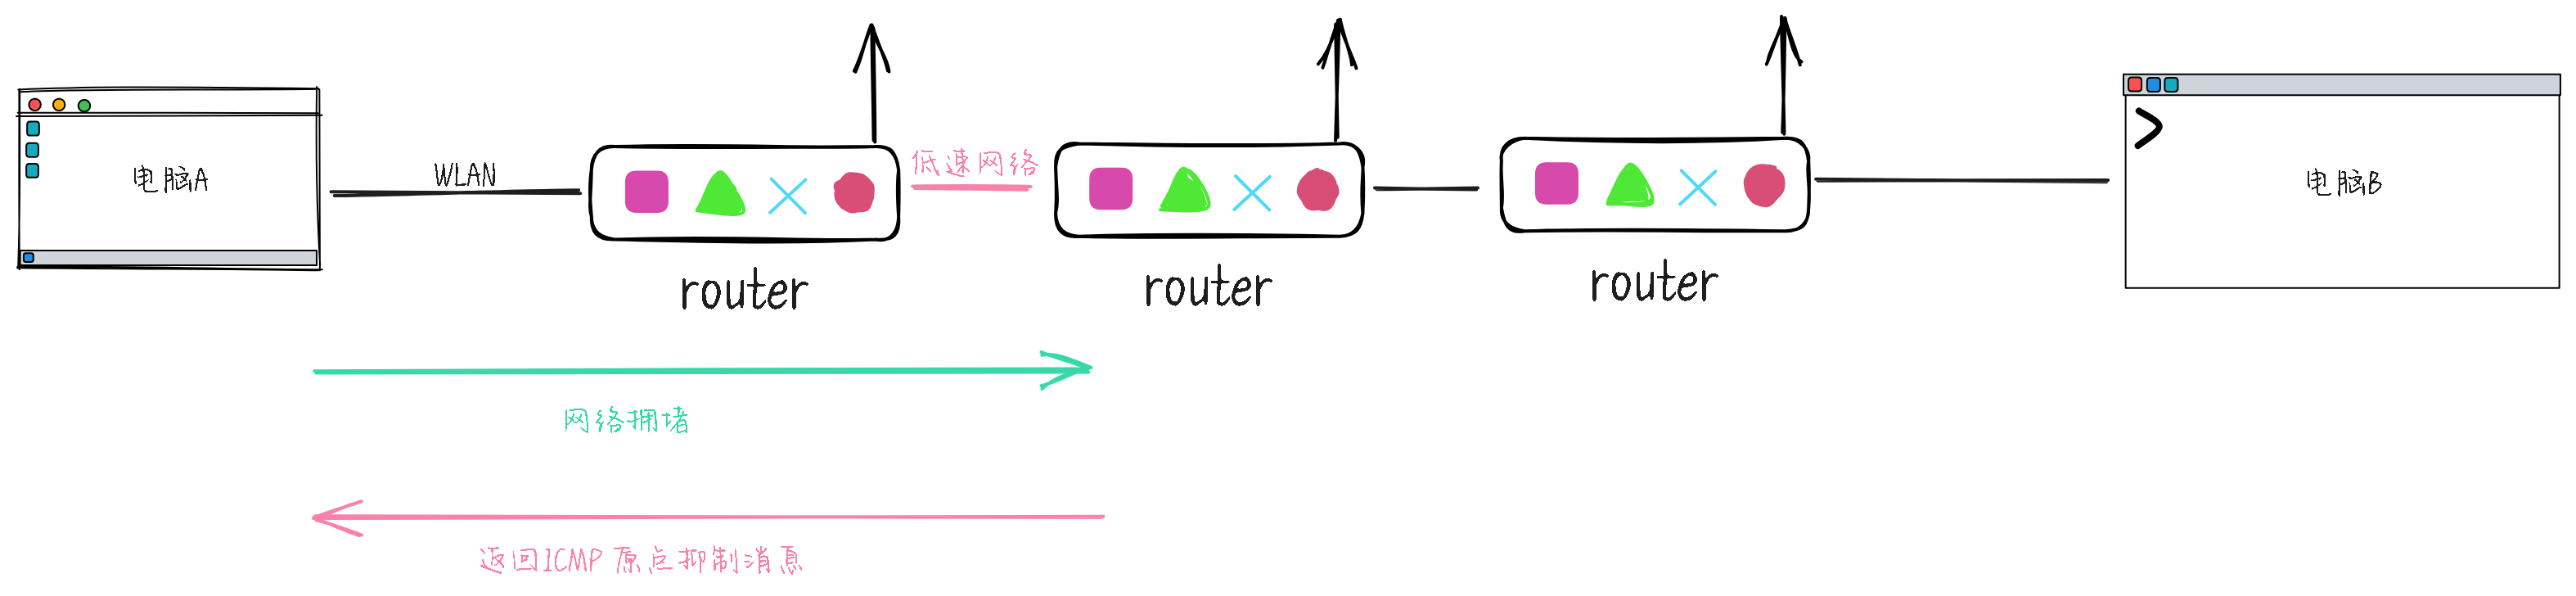 电脑A
WLAN
低速网络
电脑B
router
router
router
网络拥堵
返回ICMP 原点抑制消息